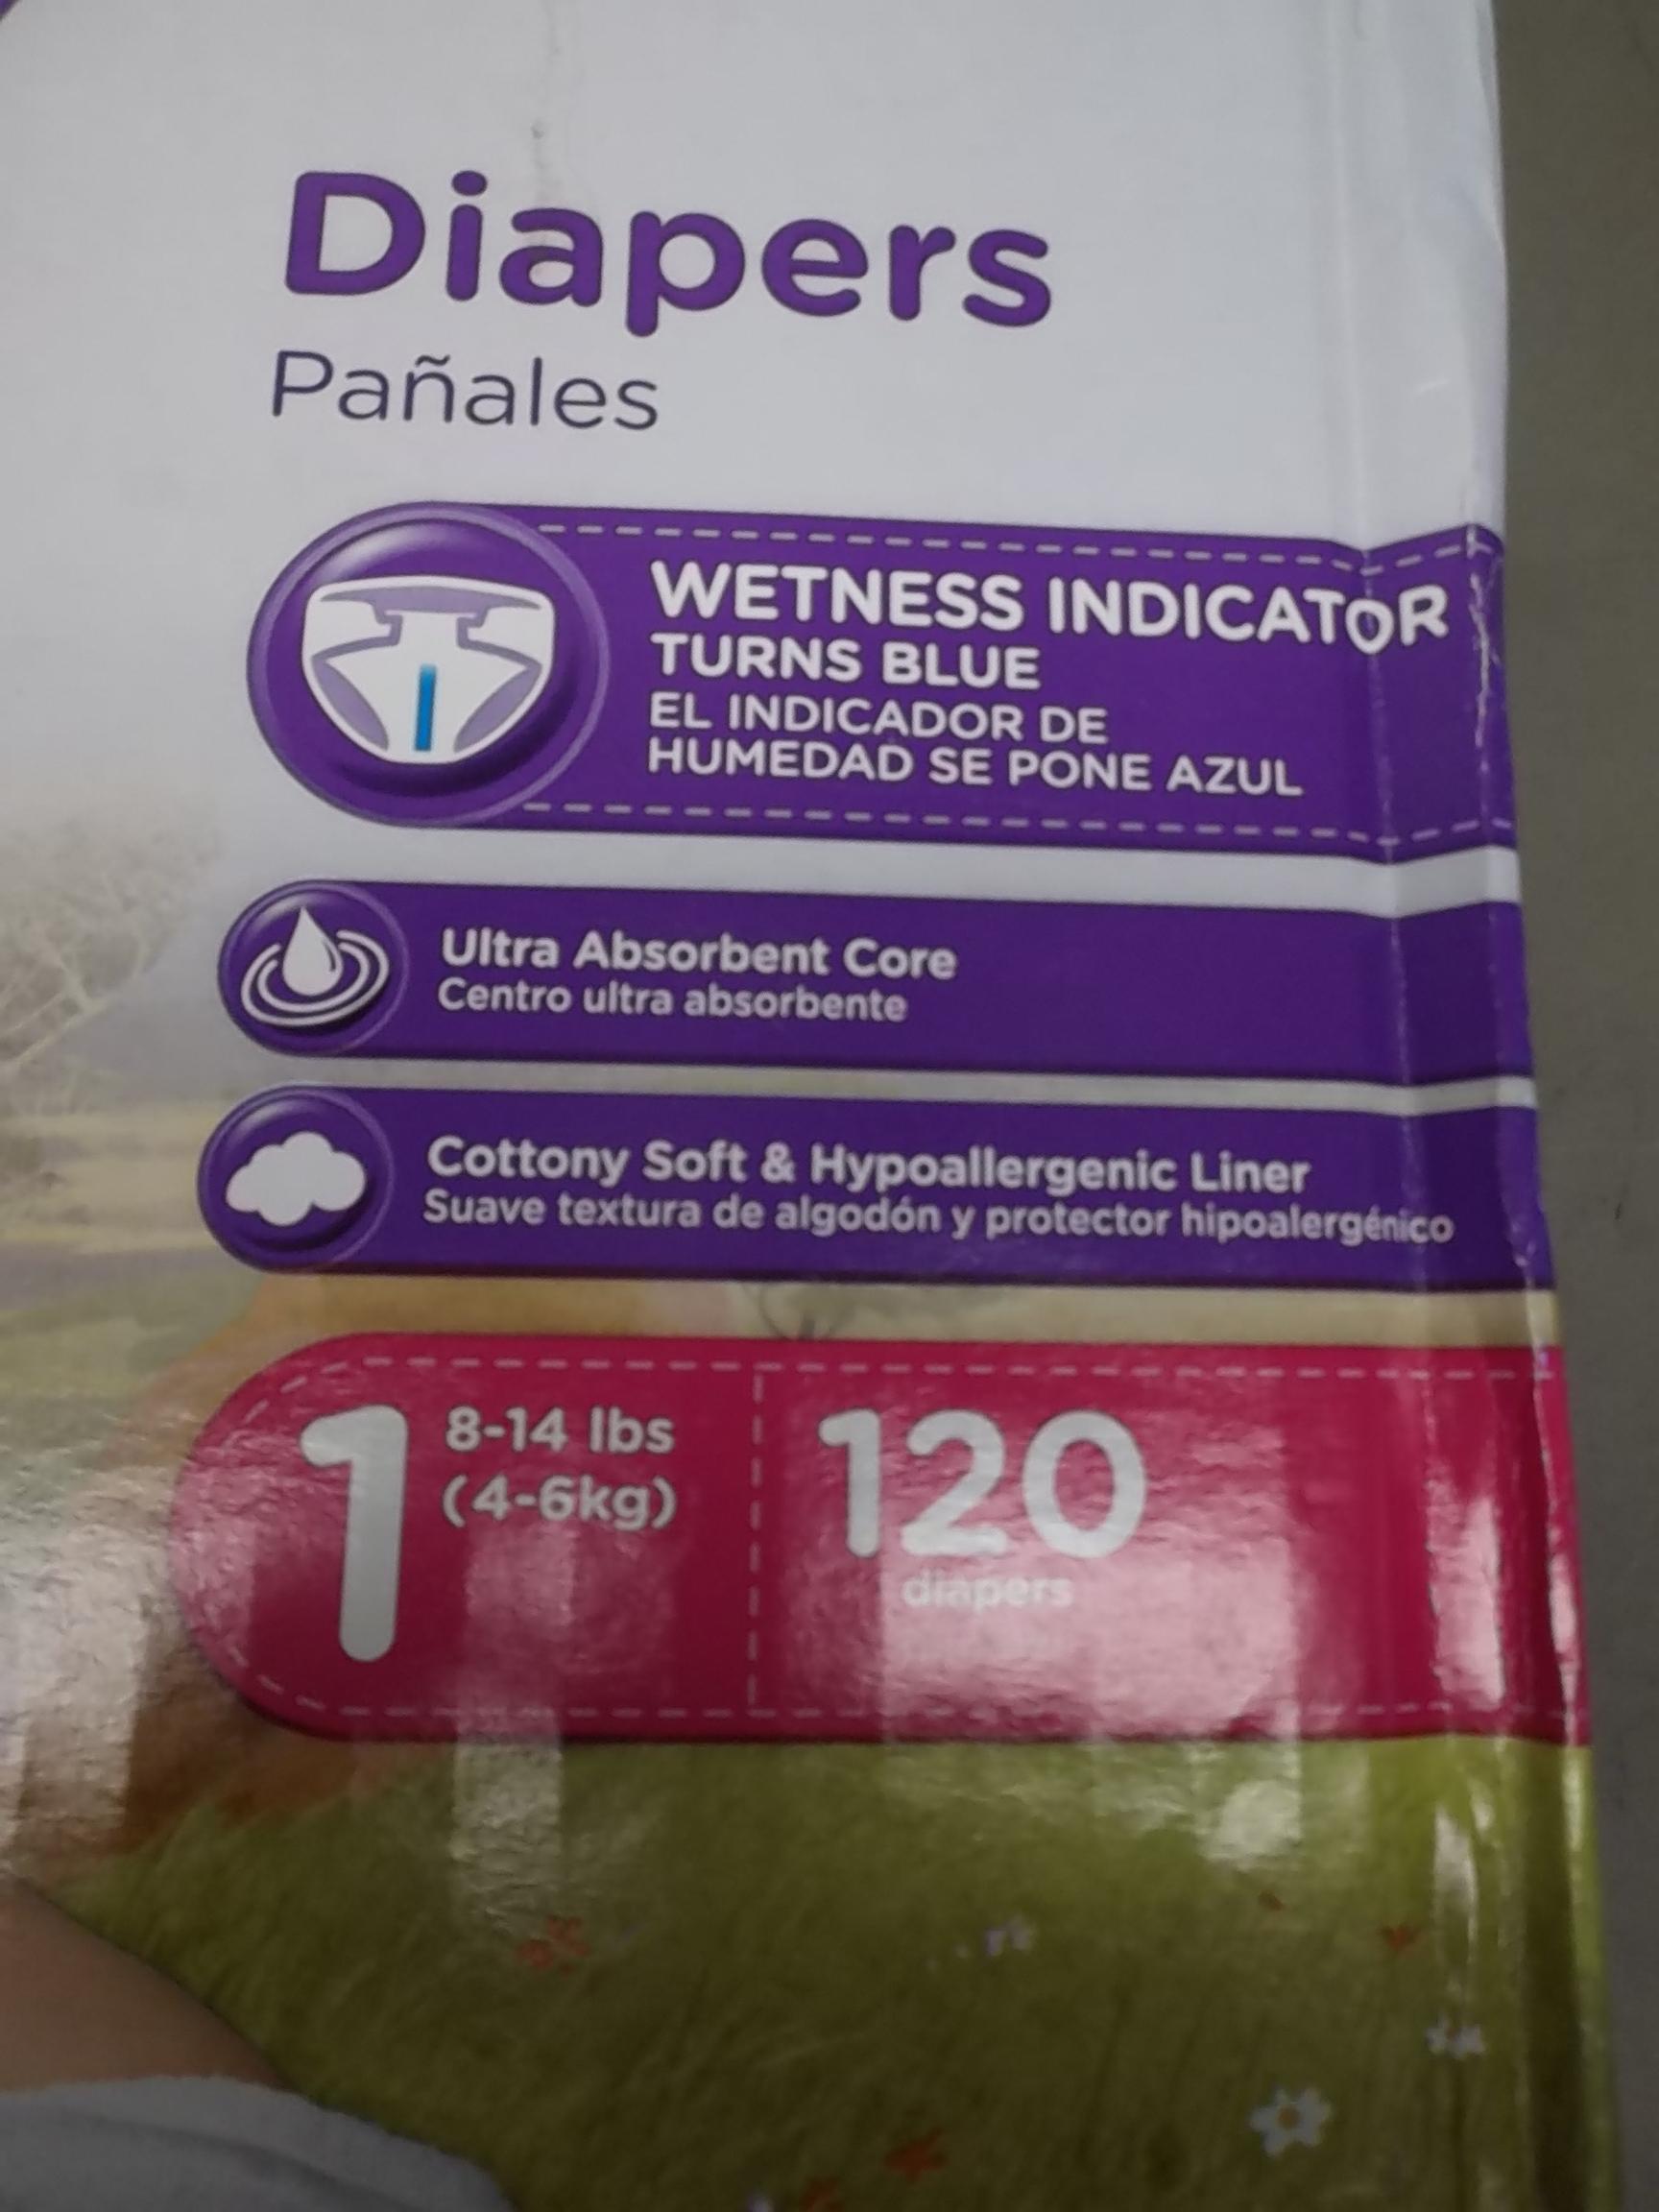 Diapers
Pañales
WETNESS INDICATOR
TURNS BLUE
EL INDICADOR DE
HUMEDAD SE PONE AZUL
Ultra Absorbent Core
Centro ultra absorbente
Cottony Soft & Hypoallergenic Liner
Suave textura de algodón y protector hipoalergénico
1
8-14 lbs
(4-6kg)
120
diapers